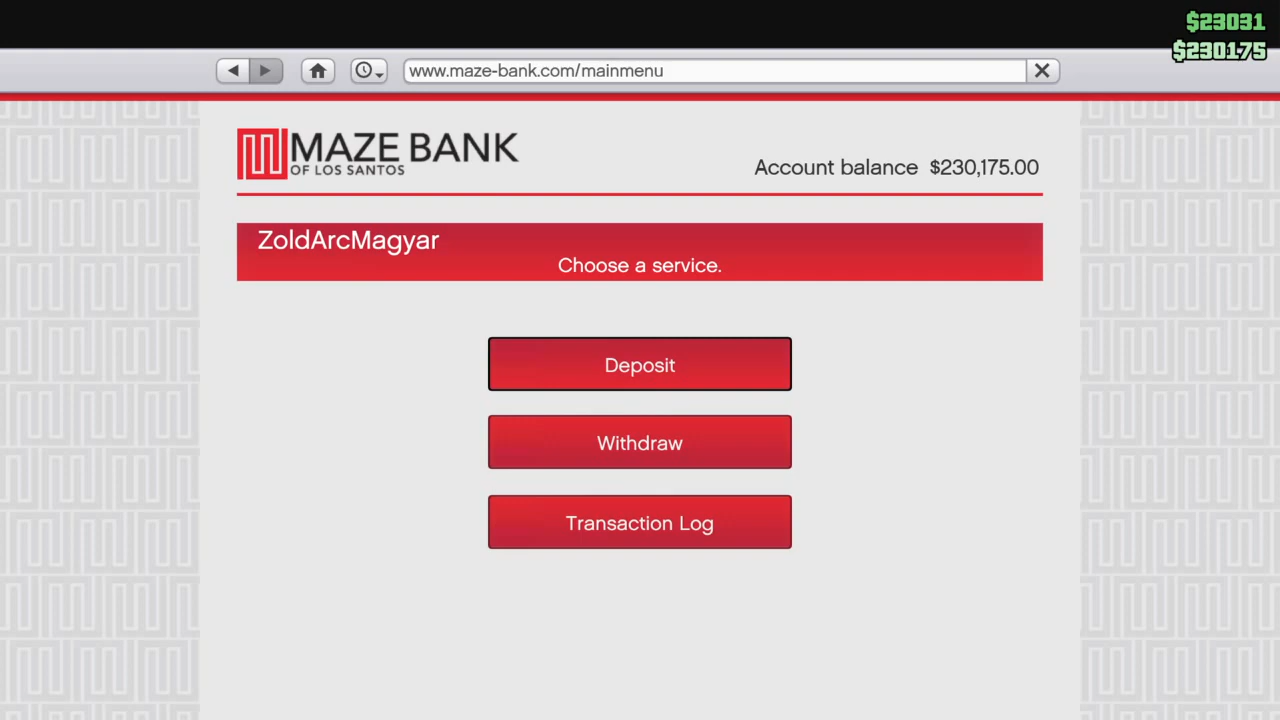 $23031
$230175
www.maze-bank.com/mainmenu
MAZE BANK
OF LOS SANTOS
Account balance $230,175.00
ZoldArcMagyar
Choose a service.
Deposit
Withdraw
Transaction Log